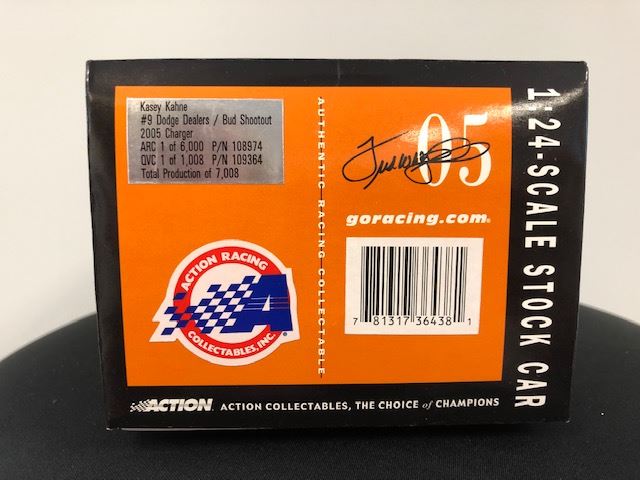 Kasey Kahne
#9 Dodge Dealers / Bud Shootout
2005 Charger
ARC 1 of 6,000 P/N 108974
QVC 1 of 1,008 P/N 109364
Total Production of 7,008
AUTHENTIC RACING COLLECTABLE
05
goracing.com®
7 81317 36438 1
ACTION RACING
A
COLLECTABLES, INC.®
1:24-SCALE STOCK CAR
ACTION. ACTION COLLECTABLES, THE CHOICE of CHAMPIONS